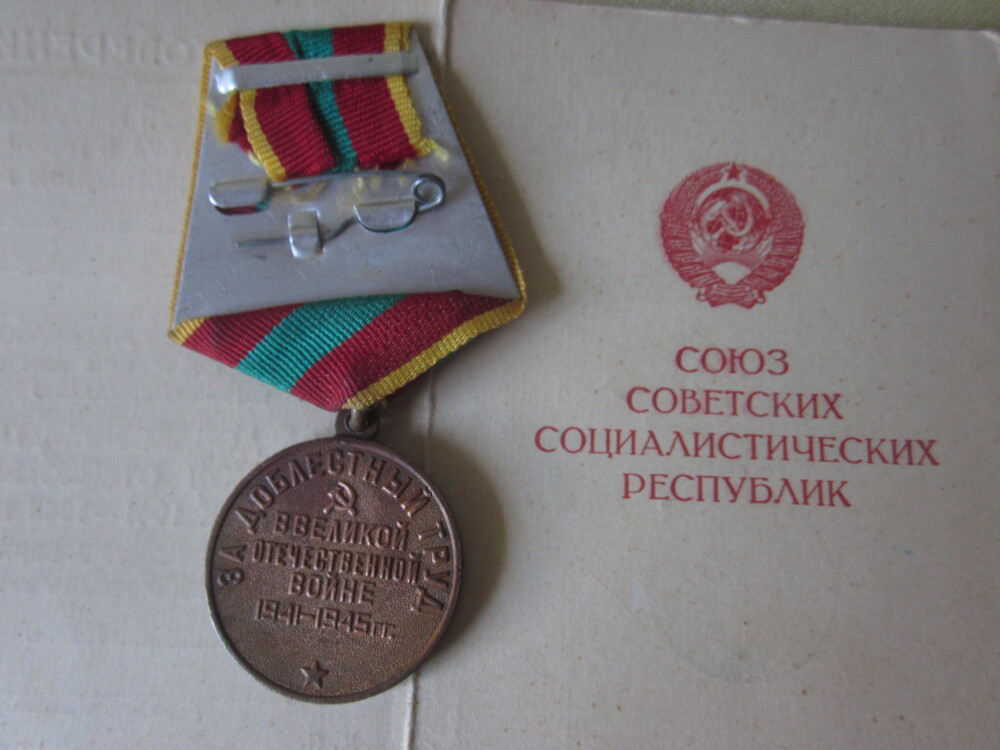 ЗА ДОБЛЕСТНЫЙ ТРУД
В ВЕЛИКОЙ
ОТЕЧЕСТВЕННОЙ
ВОЙНЕ
1941–1945 гг.
СОЮЗ
СОВЕТСКИХ
СОЦИАЛИСТИЧЕСКИХ
РЕСПУБЛИК